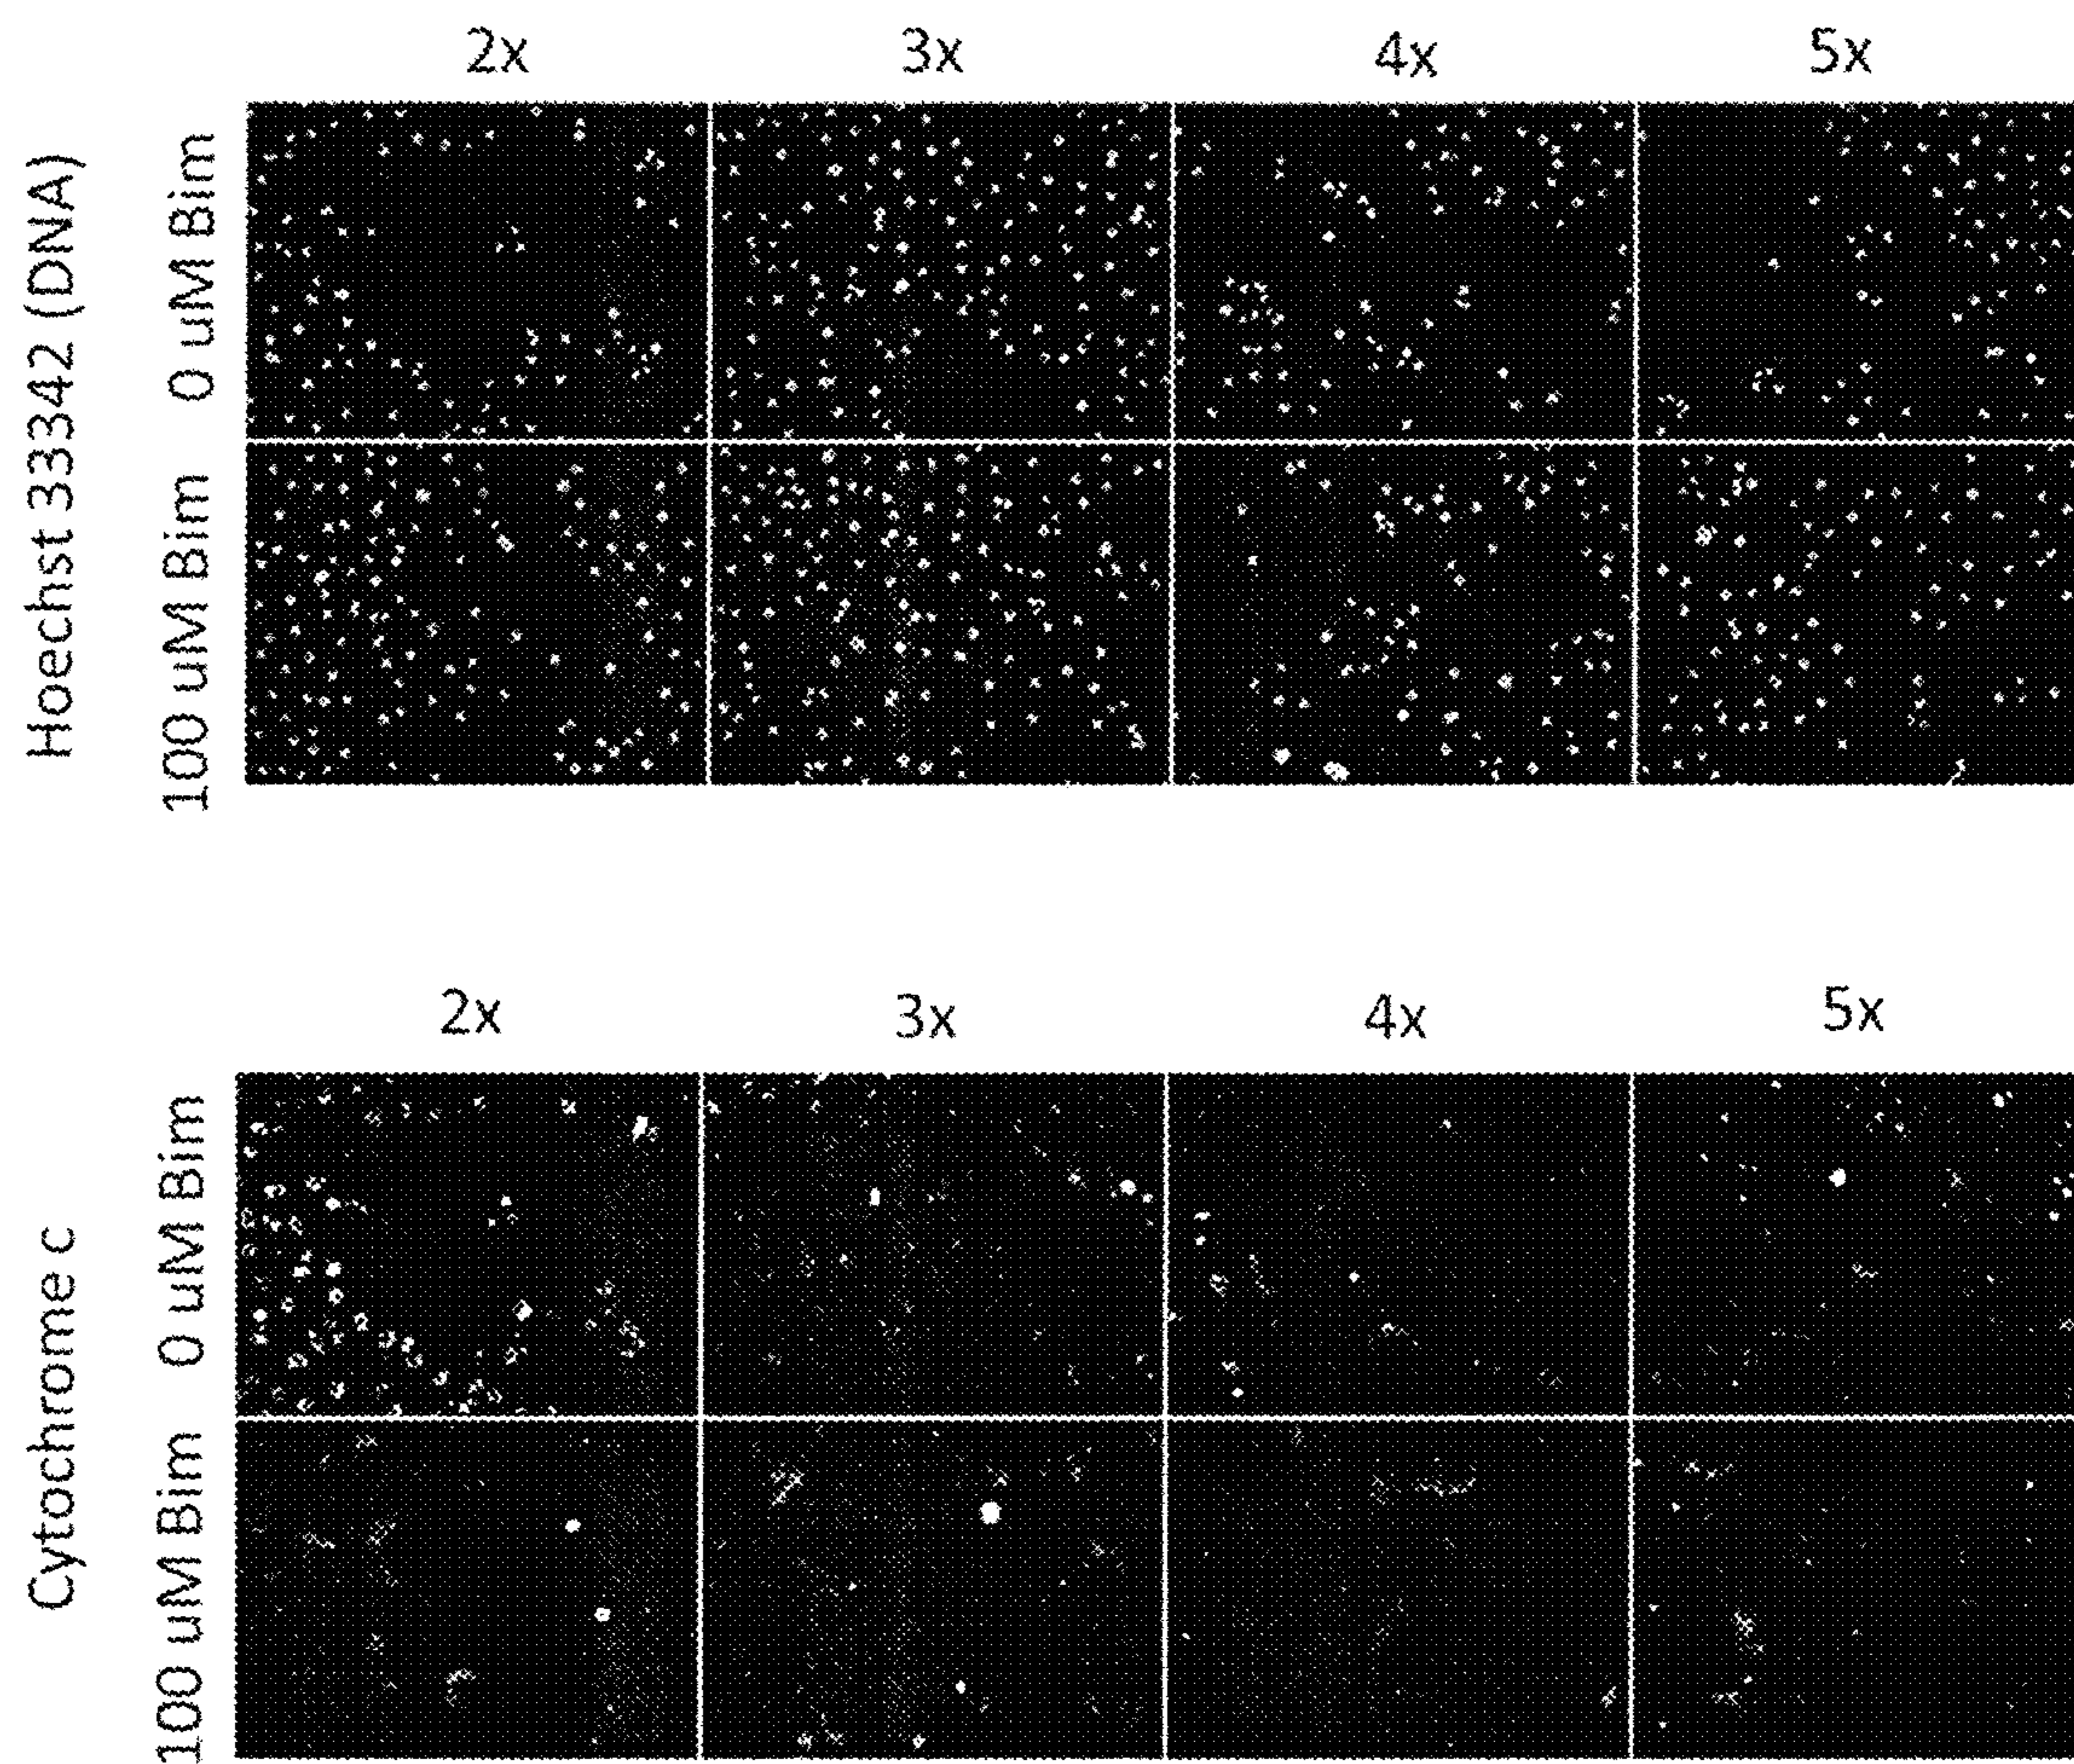 2x 3x 4x 5x
Hoechst 33342 (DNA)
0 uM Bim
100 uM Bim
2x 3x 4x 5x
Cytochrome c
0 uM Bim
100 uM Bim